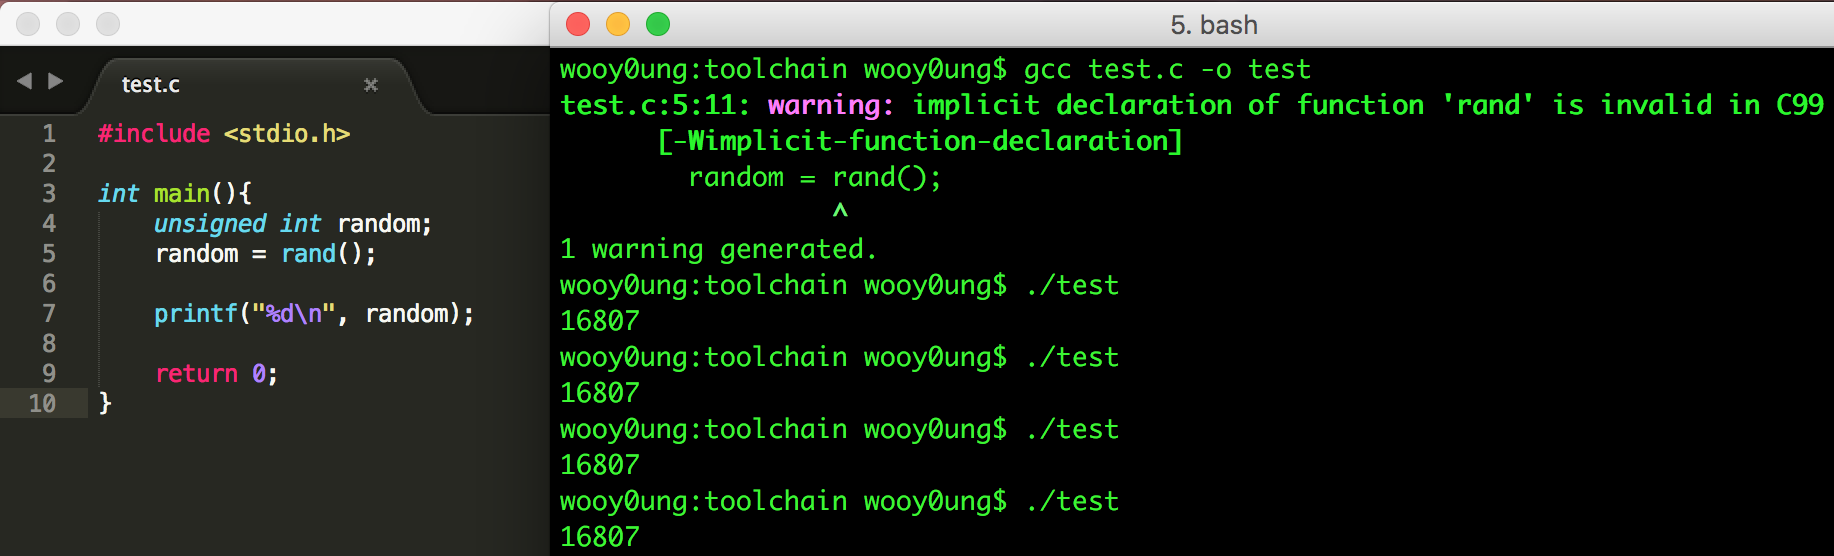 test.c
1 #include <stdio.h>
2
3 int main(){
4     unsigned int random;
5     random = rand();
6
7     printf("%d\n", random);
8
9     return 0;
10 }
5. bash
wooy0ung:toolchain wooy0ung$ gcc test.c -o test
test.c:5:11: warning: implicit declaration of function 'rand' is invalid in C99
      [-Wimplicit-function-declaration]
        random = rand();
                 ^
1 warning generated.
wooy0ung:toolchain wooy0ung$ ./test
16807
wooy0ung:toolchain wooy0ung$ ./test
16807
wooy0ung:toolchain wooy0ung$ ./test
16807
wooy0ung:toolchain wooy0ung$ ./test
16807